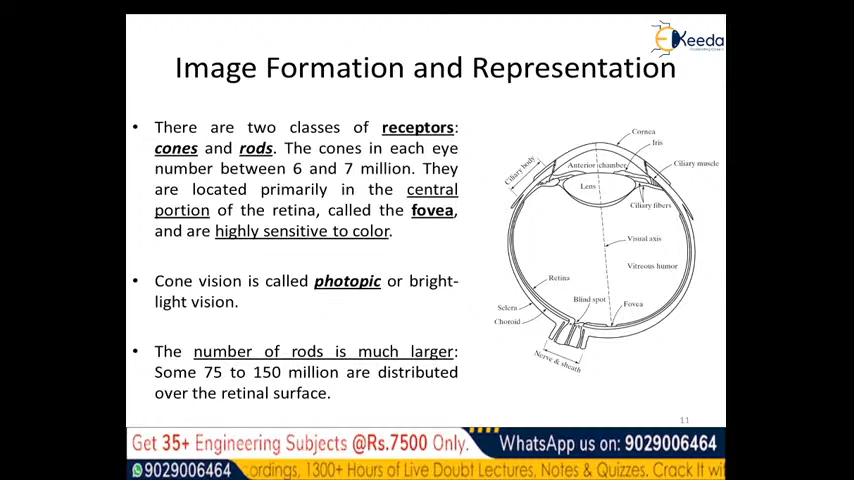 EKeeda
Image Formation and Representation
• There are two classes of receptors:
cones and rods. The cones in each eye
number between 6 and 7 million. They
are located primarily in the central
portion of the retina, called the fovea,
and are highly sensitive to color.
• Cone vision is called photopic or bright-
light vision.
• The number of rods is much larger:
Some 75 to 150 million are distributed
over the retinal surface.
Cornea
Iris
Ciliary muscle
Ciliary body
Anterior chamber
Lens
Ciliary fibers
Visual axis
Vitreous humor
Retina
Blind spot
Fovea
Sclera
Choroid
Nerve & sheath
11
Get 35+ Engineering Subjects @Rs.7500 Only.
WhatsApp us on: 9029006464
9029006464
cordings, 1300+ Hours of Live Doubt Lectures, Notes & Quizzes. Crack It wi